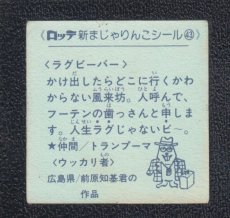 《ロッテ 新まじゃりんこシール㊸》
〈ラグビーバー〉
かけ出したらどこに行くかわ
からない風来坊。人呼んで、
フーテンの歯っさんと申しま
す。人生ラグじゃないビ〜。
★仲間/トランプーマ
〈ウッカリ者〉
広島県/前原知基君の
作品